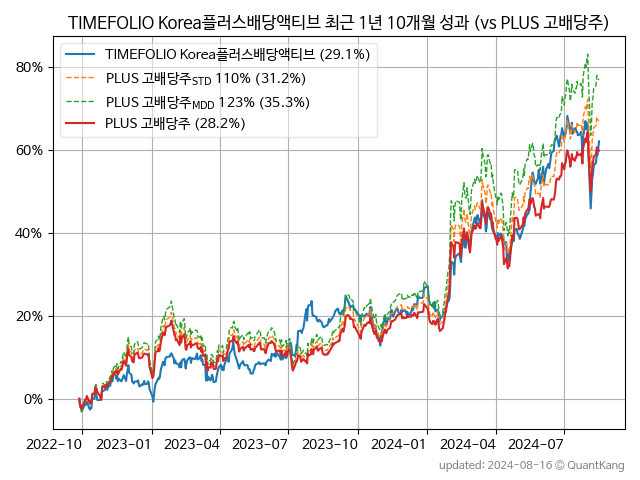 TIMEFOLIO Korea플러스배당액티브 최근 1년 10개월 성과 (vs PLUS 고배당주)
TIMEFOLIO Korea플러스배당액티브 (29.1%)
PLUS 고배당주STD 110% (31.2%)
PLUS 고배당주MDD 123% (35.3%)
PLUS 고배당주 (28.2%)
80%
60%
40%
20%
0%
2022-10 2023-01 2023-04 2023-07 2023-10 2024-01 2024-04 2024-07
updated: 2024-08-16 © QuantKang